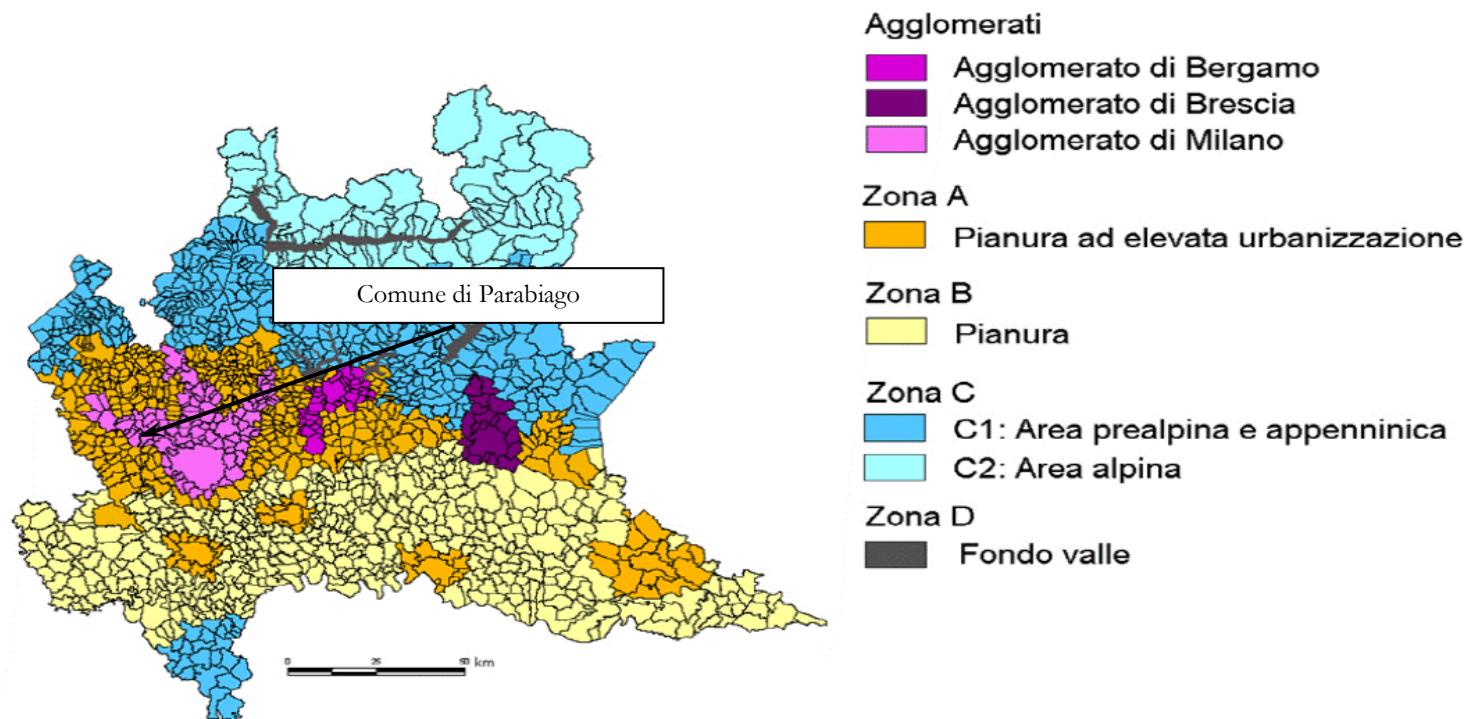 Agglomerati
Agglomerato di Bergamo
Agglomerato di Brescia
Agglomerato di Milano
Zona A
Pianura ad elevata urbanizzazione
Zona B
Pianura
Zona C
C1: Area prealpina e appenninica
C2: Area alpina
Zona D
Fondo valle
Comune di Parabiago
0 25 50 km